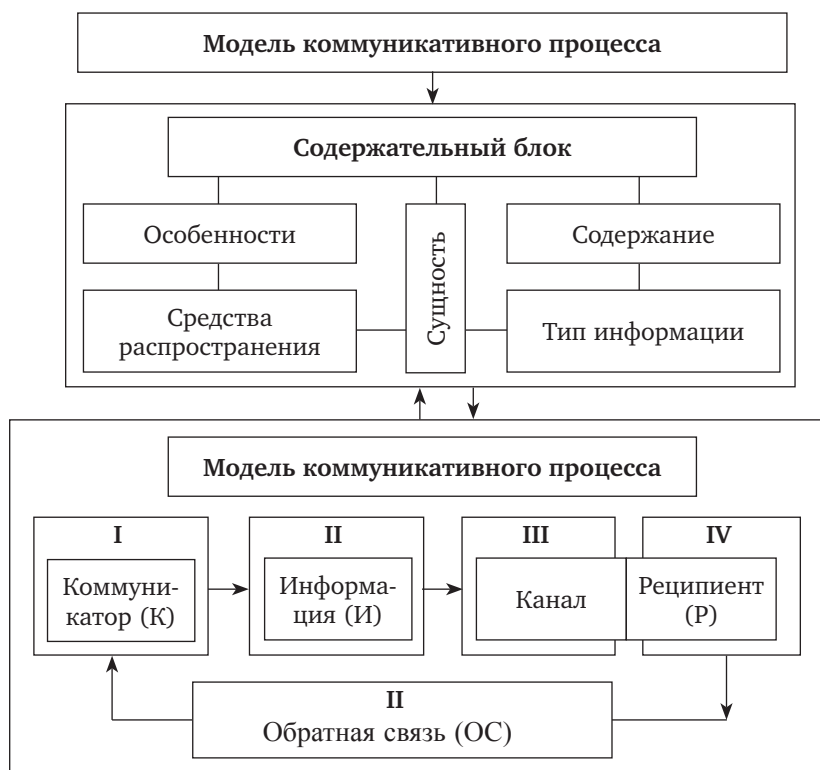 Модель коммуникативного процесса
Содержательный блок
Особенности
Сущность
Содержание
Средства
распространения
Тип информации
Модель коммуникативного процесса
I
Коммуни-
катор (К)
II
Информа-
ция (И)
III
Канал
IV
Реципиент
(Р)
II
Обратная связь (ОС)